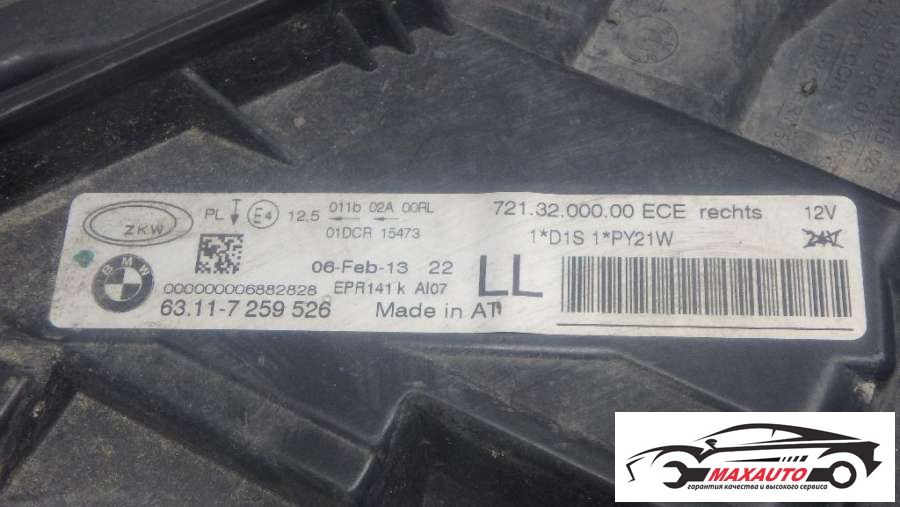 ZKW
PL T E4 12.5 011b 02A 00RL
01DCR 15473
721.32.000.00 ECE rechts 12V
1*D1S 1*PY21W
BMW
06-Feb-13 22
LL
000000006882828 EPR141 k AI07
63.11-7 259 526 Made in AT
MAXAUTO
гарантия качества и высокого сервиса